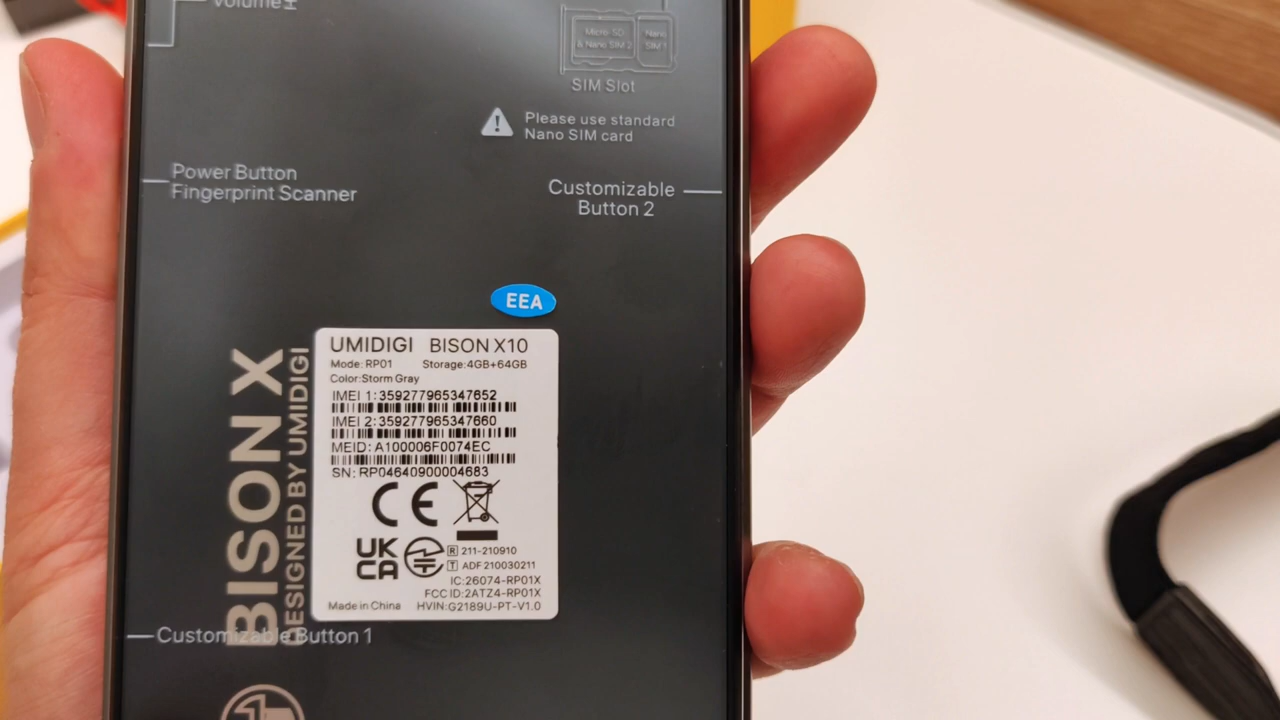 Volume±
Micro SD
& Nano SIM 2
Nano
SIM 1
SIM Slot
Please use standard
Nano SIM card
Power Button
Fingerprint Scanner
Customizable
Button 2
EEA
BISON X
DESIGNED BY UMIDIGI
UMIDIGI BISON X10
Mode: RP01 Storage:4GB+64GB
Color:Storm Gray
IMEI 1:359277965347652
IMEI 2:359277965347660
MEID: A100006F0074EC
SN: RP04640900004683
CE
UK
CA
R 211-210910
T ADF 210030211
IC:26074-RP01X
FCC ID:2ATZ4-RP01X
Made in China HVIN:G2189U-PT-V1.0
Customizable Button 1